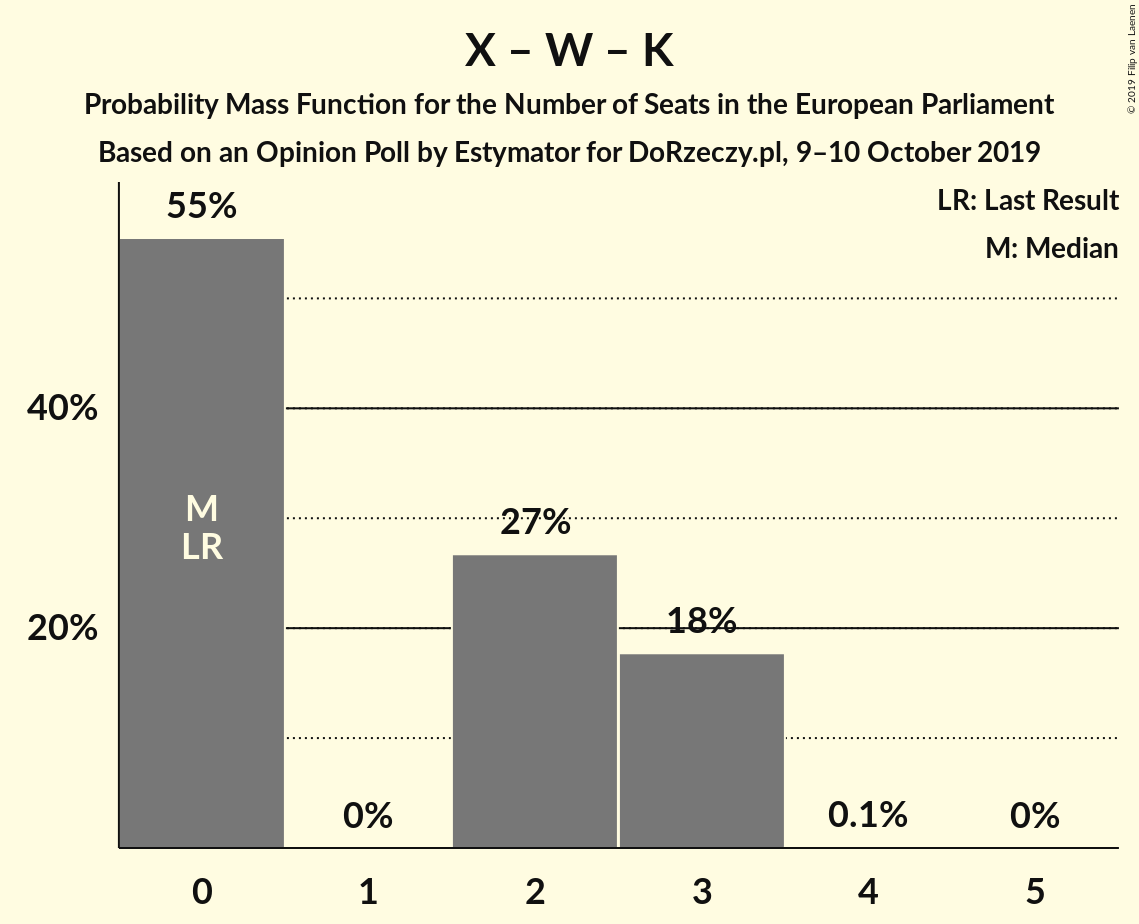 X – W – K
Probability Mass Function for the Number of Seats in the European Parliament
Based on an Opinion Poll by Estymator for DoRzeczy.pl, 9–10 October 2019
© 2019 Filip van Laenen
LR: Last Result
M: Median
55%
40%
M
LR
27%
20%
18%
0%
0.1%
0%
0
1
2
3
4
5